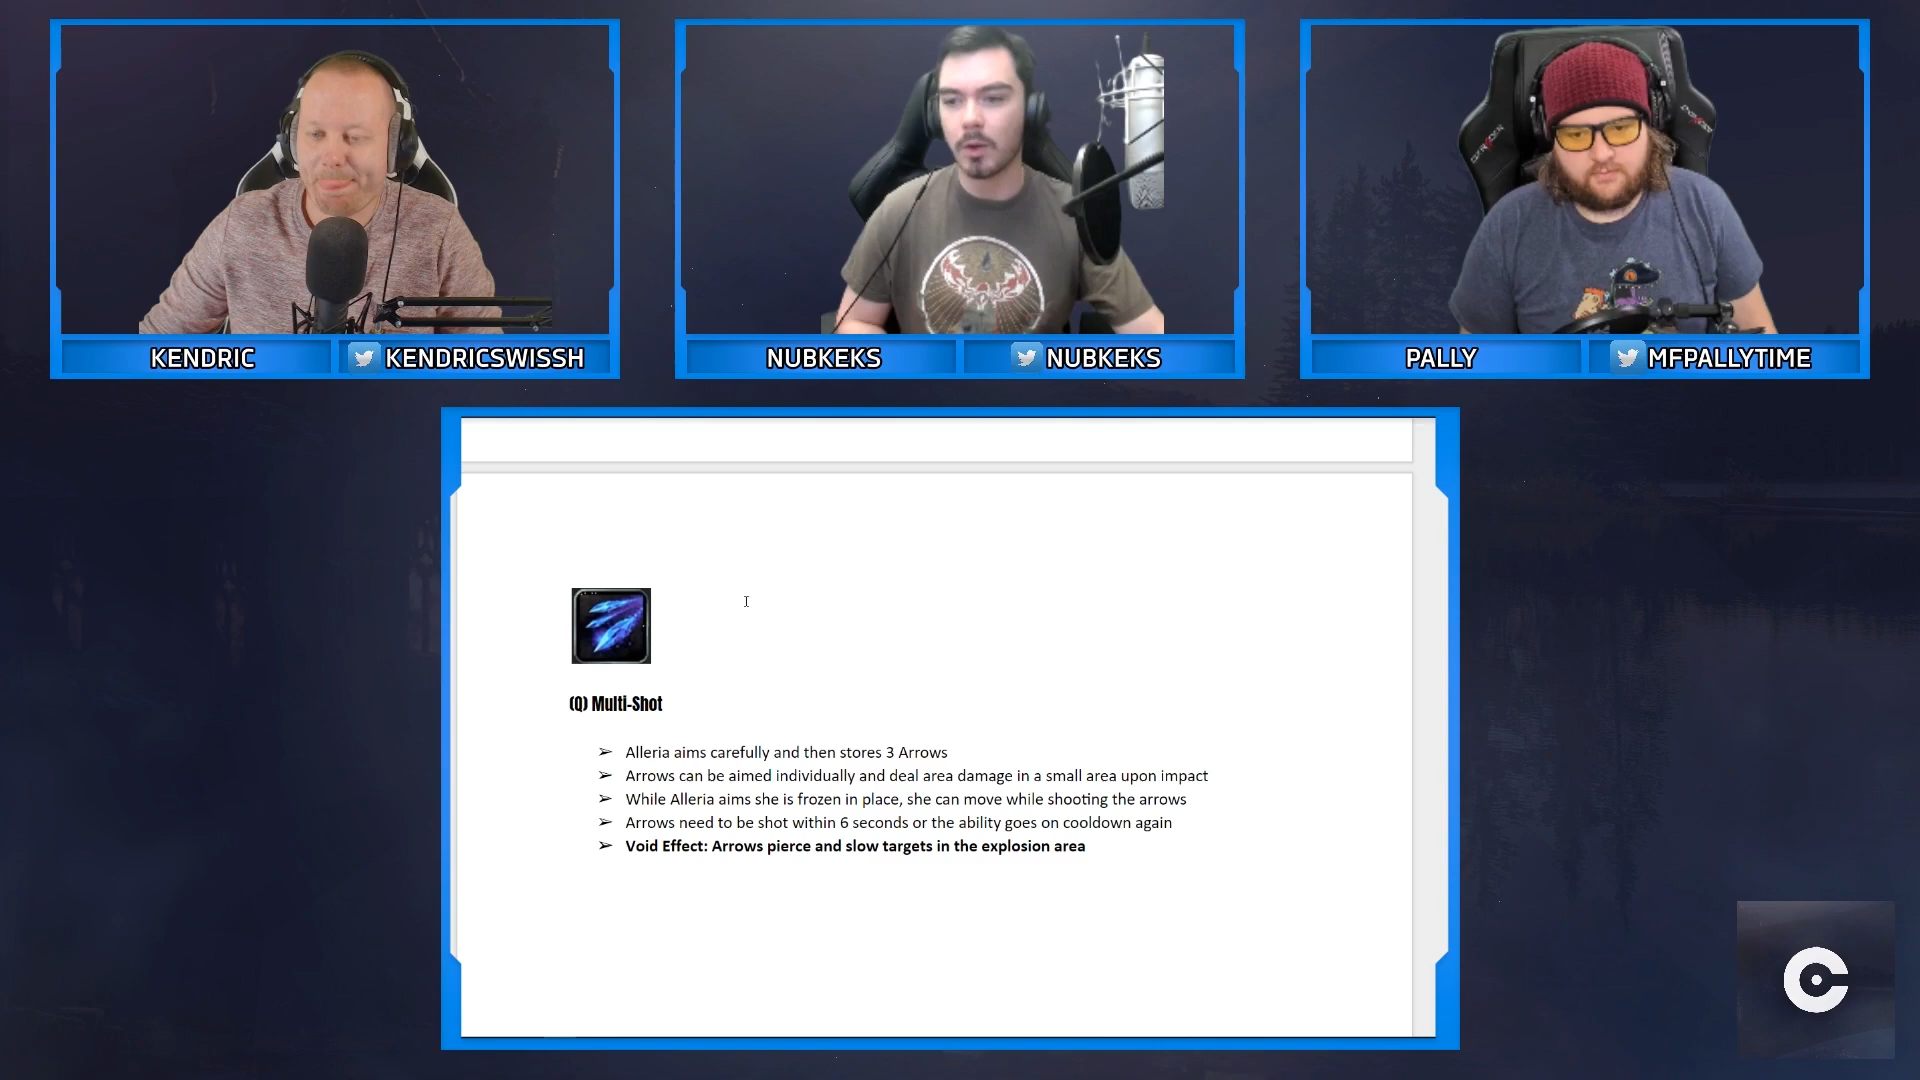 KENDRIC
KENDRICSWISSH
NUBKEKS
NUBKEKS
PALLY
MFPALLYTIME
(Q) Multi-Shot
➢ Alleria aims carefully and then stores 3 Arrows
➢ Arrows can be aimed individually and deal area damage in a small area upon impact
➢ While Alleria aims she is frozen in place, she can move while shooting the arrows
➢ Arrows need to be shot within 6 seconds or the ability goes on cooldown again
➢ Void Effect: Arrows pierce and slow targets in the explosion area